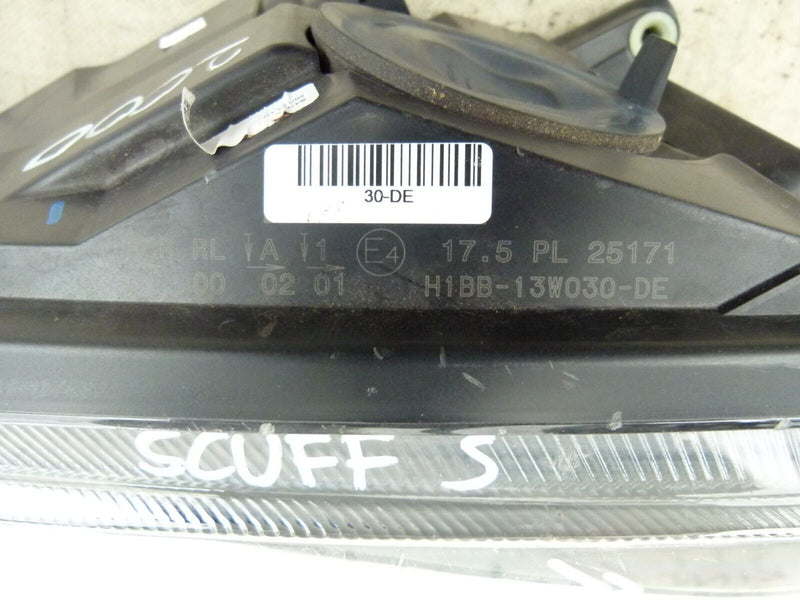 30-DE
R RL A 1 E4 17.5 PL 25171
00 02 01 H1BB-13W030-DE
SCUFF S